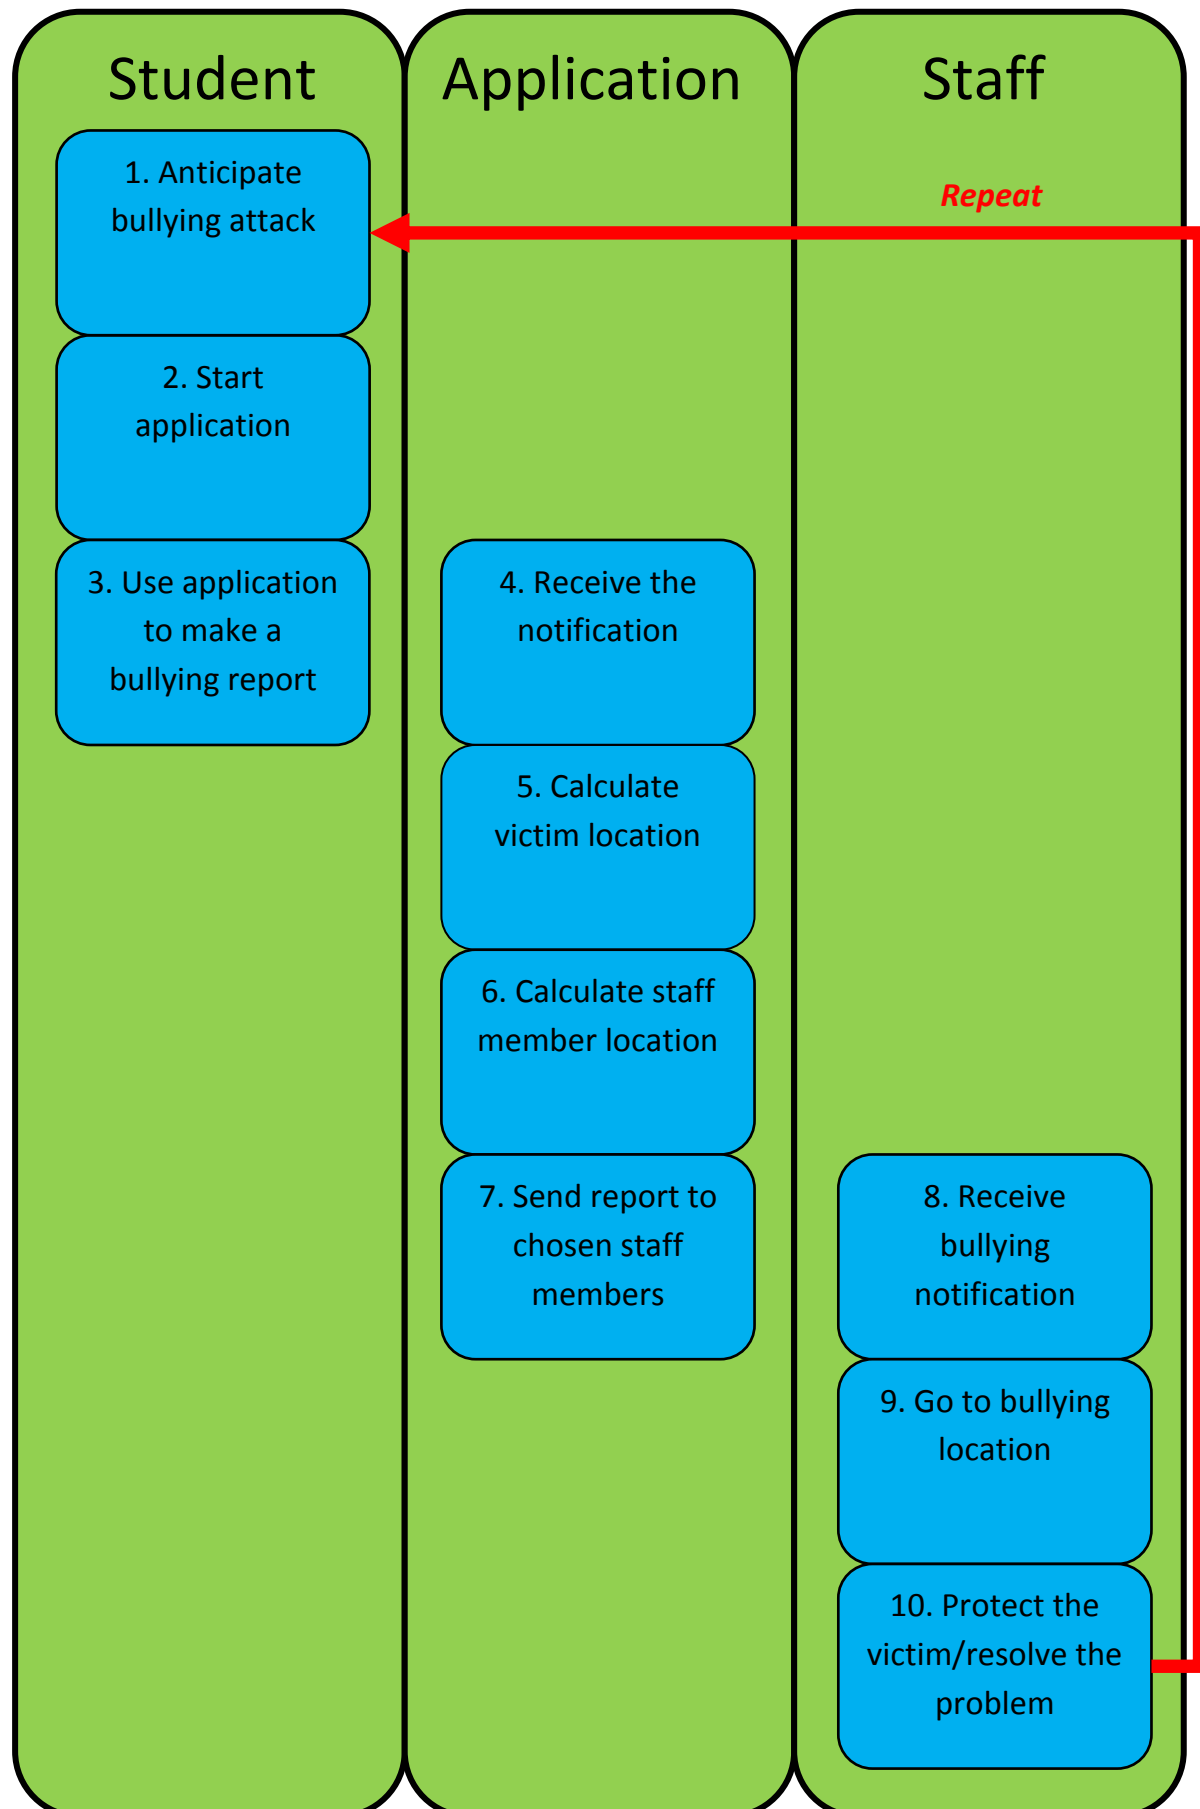 Student
1. Anticipate
bullying attack
2. Start
application
3. Use application
to make a
bullying report
Application
4. Receive the
notification
5. Calculate
victim location
6. Calculate staff
member location
7. Send report to
chosen staff
members
Staff
Repeat
8. Receive
bullying
notification
9. Go to bullying
location
10. Protect the
victim/resolve the
problem